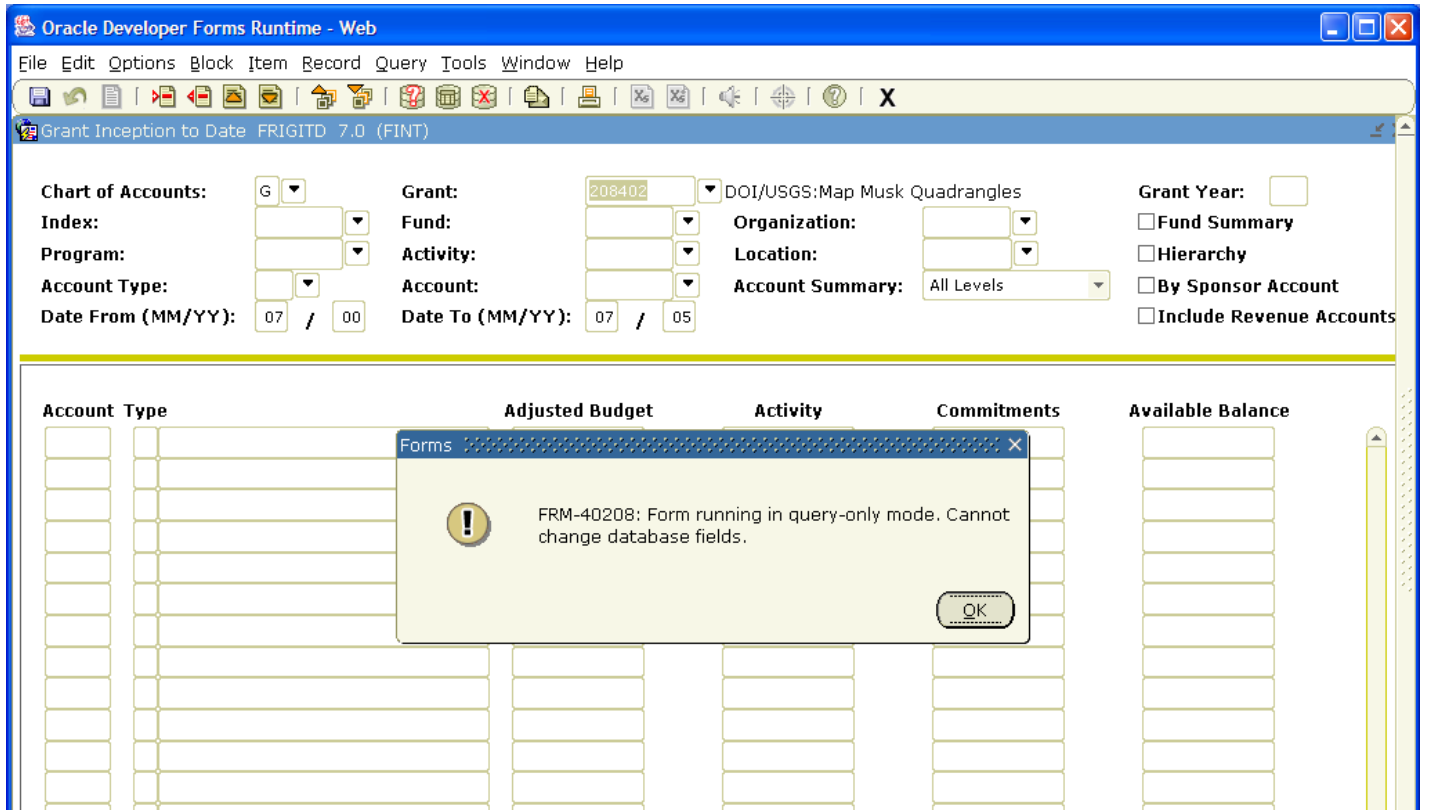 Oracle Developer Forms Runtime - Web
File Edit Options Block Item Record Query Tools Window Help
X
Grant Inception to Date FRIGITD 7.0 (FINT)
Chart of Accounts: G Grant: 208402 DOI/USGS:Map Musk Quadrangles Grant Year:
Index: Fund: Organization: Fund Summary
Program: Activity: Location: Hierarchy
Account Type: Account: Account Summary: All Levels By Sponsor Account
Date From (MM/YY): 07 / 00 Date To (MM/YY): 07 / 05 Include Revenue Accounts
Account Type Adjusted Budget Activity Commitments Available Balance
Forms
FRM-40208: Form running in query-only mode. Cannot
change database fields.
OK